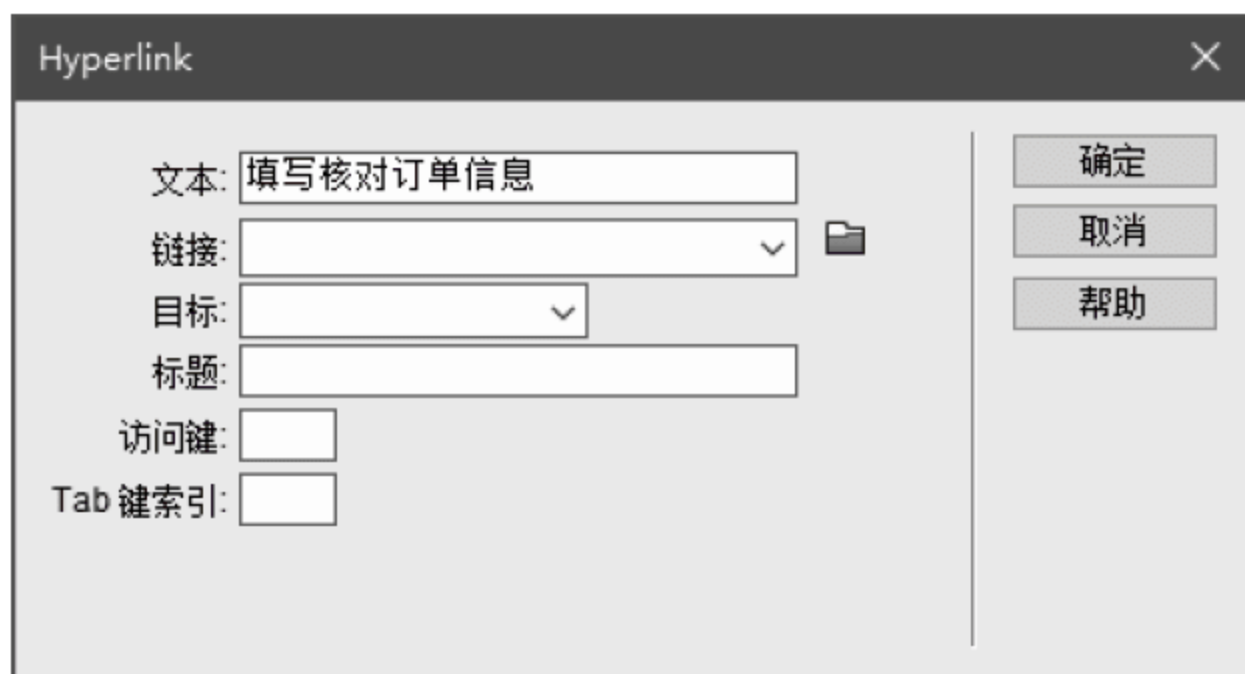 Hyperlink
文本: 填写核对订单信息
链接:
目标:
标题:
访问键:
Tab 键索引:
确定
取消
帮助